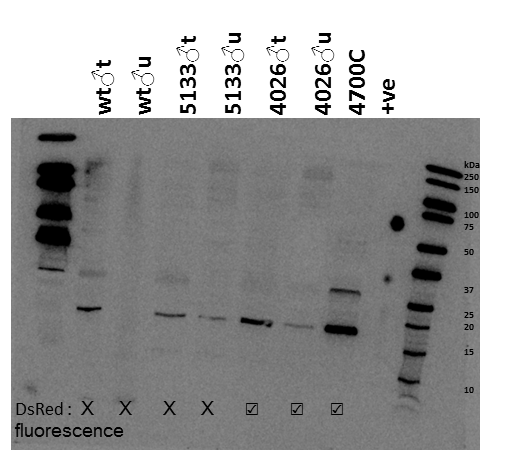 wt♂t
wt♂u
5133♂t
5133♂u
4026♂t
4026♂u
4700C
+ve
kDa
250
150
100
75
50
37
25
20
15
10
DsRed : X X X X ☑ ☑ ☑
fluorescence